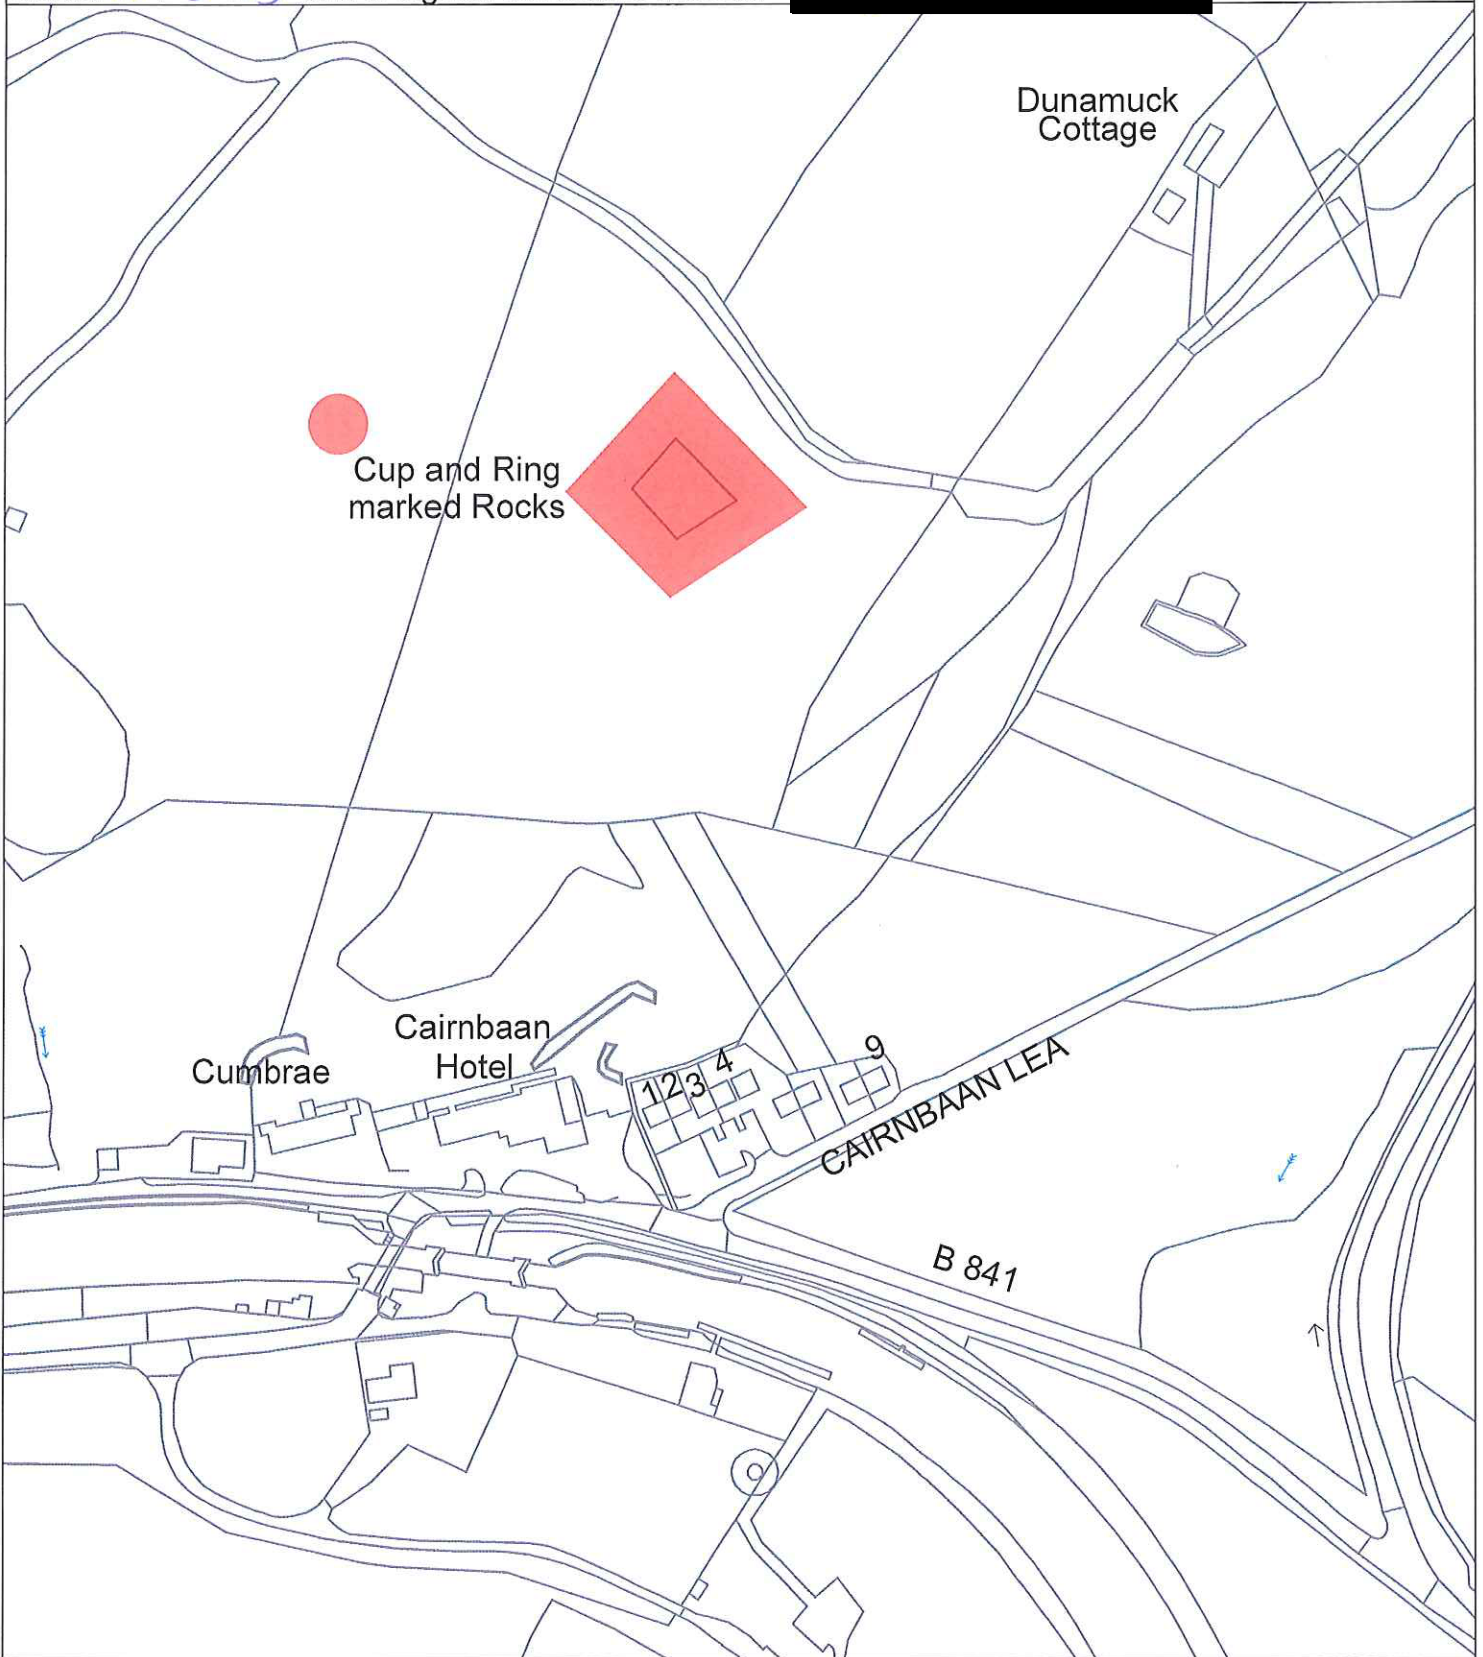 Dunamuck
Cottage
Cup and Ring
marked Rocks
Cairnbaan
Hotel
Cumbrae
1 2 3 4
9
CAIRNBAAN LEA
B 841